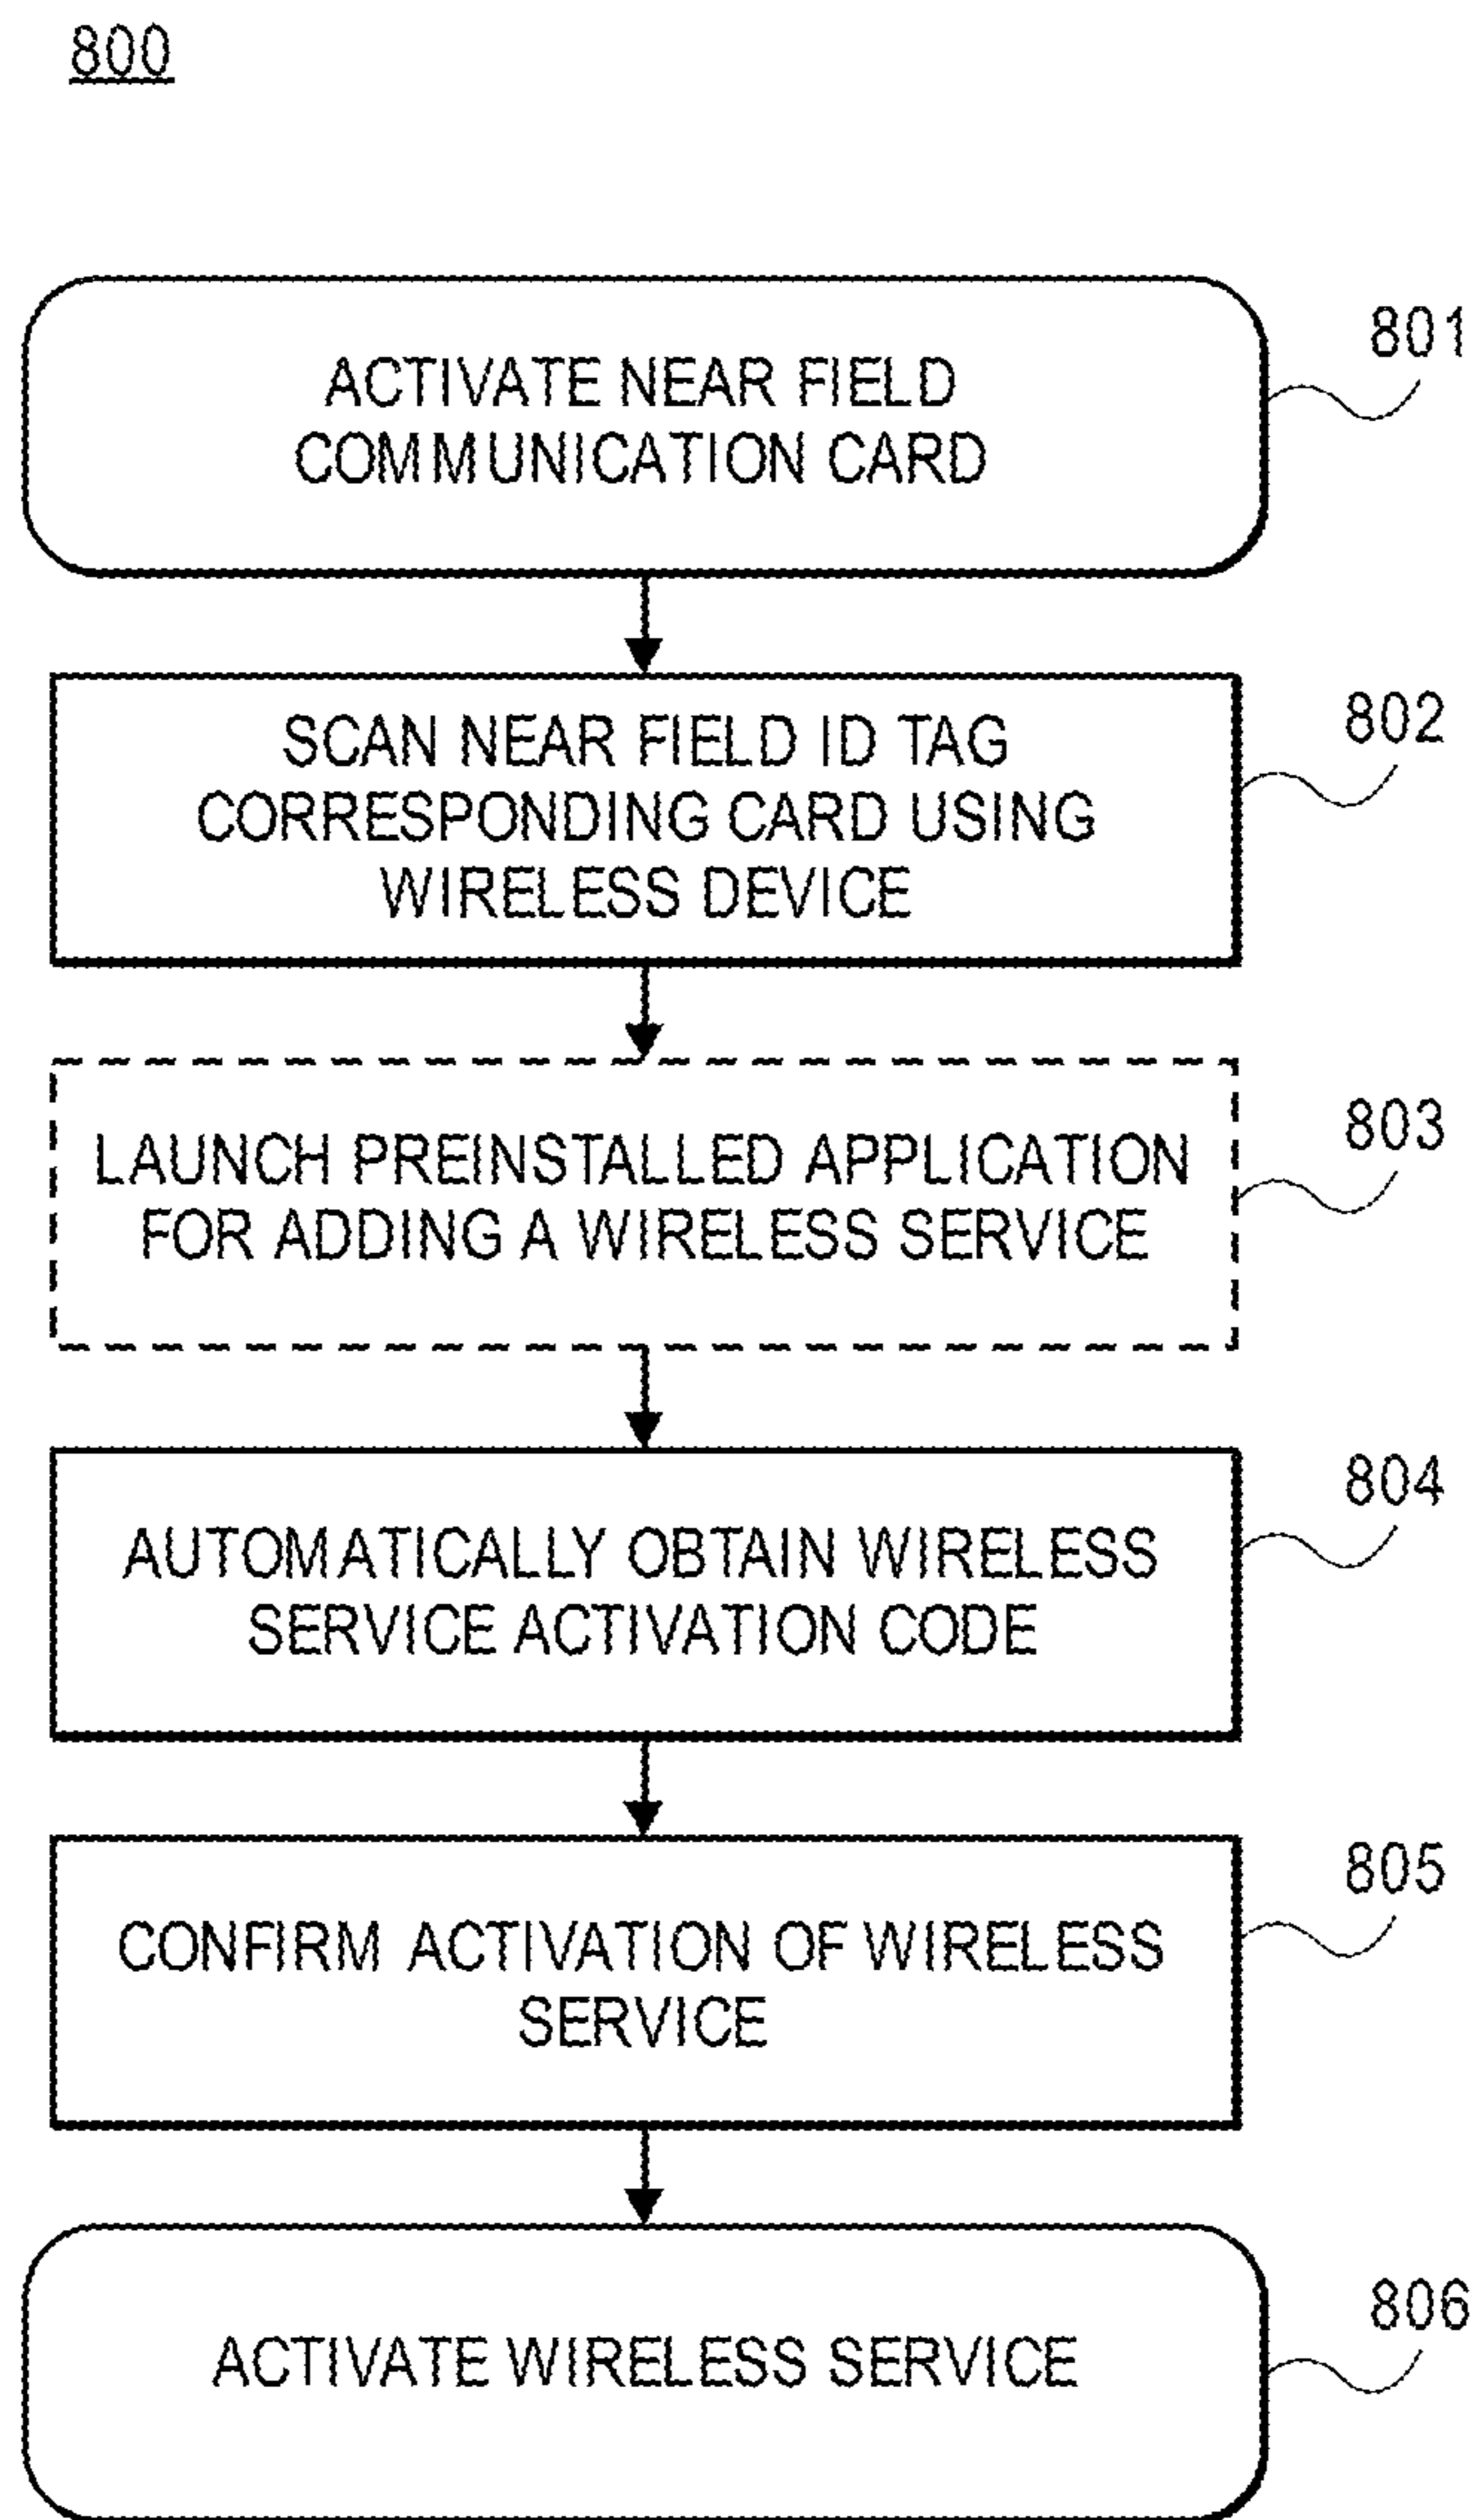 800
801
ACTIVATE NEAR FIELD
COMMUNICATION CARD
802
SCAN NEAR FIELD ID TAG
CORRESPONDING CARD USING
WIRELESS DEVICE
803
LAUNCH PREINSTALLED APPLICATION
FOR ADDING A WIRELESS SERVICE
804
AUTOMATICALLY OBTAIN WIRELESS
SERVICE ACTIVATION CODE
805
CONFIRM ACTIVATION OF WIRELESS
SERVICE
806
ACTIVATE WIRELESS SERVICE